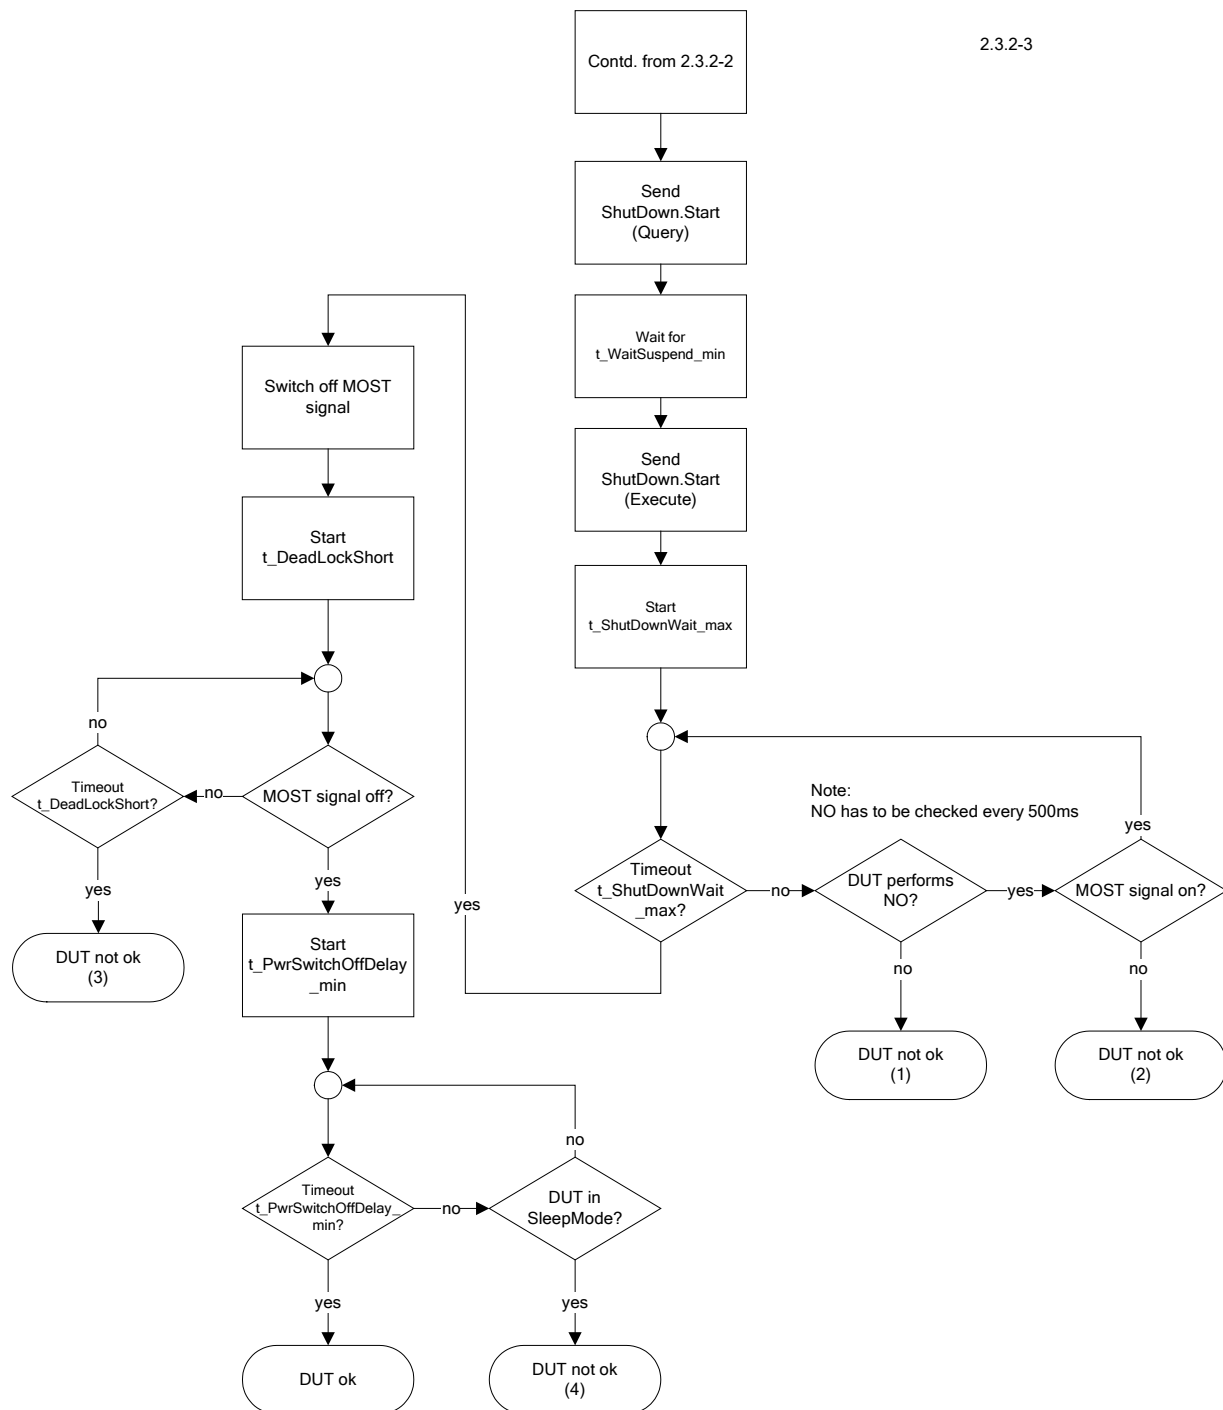 2.3.2-3
Contd. from 2.3.2-2
Send
ShutDown.Start
(Query)
Wait for
t_WaitSuspend_min
Send
ShutDown.Start
(Execute)
Start
t_ShutDownWait_max
Timeout
t_ShutDownWait
_max?
no
yes
Note:
NO has to be checked every 500ms
DUT performs
NO?
yes
no
DUT not ok
(1)
MOST signal on?
yes
no
DUT not ok
(2)
Switch off MOST
signal
Start
t_DeadLockShort
MOST signal off?
no
yes
Timeout
t_DeadLockShort?
no
yes
DUT not ok
(3)
Start
t_PwrSwitchOffDelay
_min
Timeout
t_PwrSwitchOffDelay_
min?
no
yes
DUT in
SleepMode?
no
yes
DUT ok
DUT not ok
(4)